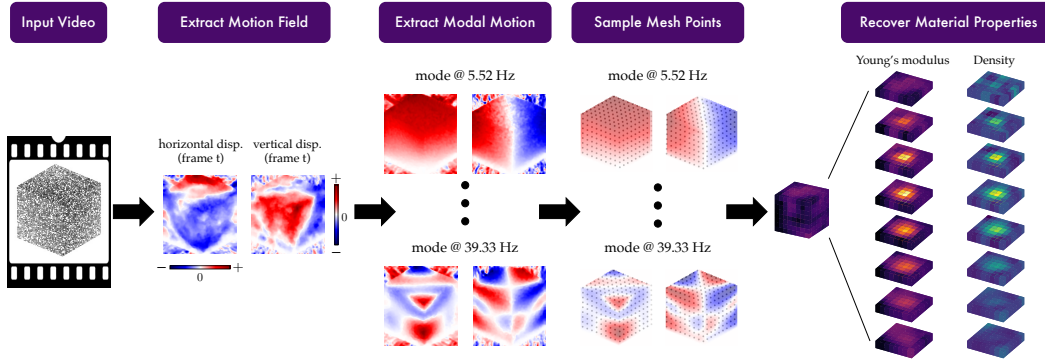 Input Video
Extract Motion Field
Extract Modal Motion
Sample Mesh Points
Recover Material Properties
horizontal disp.
(frame t)
vertical disp.
(frame t)
− +
0
+
0
−
mode @ 5.52 Hz
mode @ 39.33 Hz
mode @ 5.52 Hz
mode @ 39.33 Hz
Young's modulus
Density